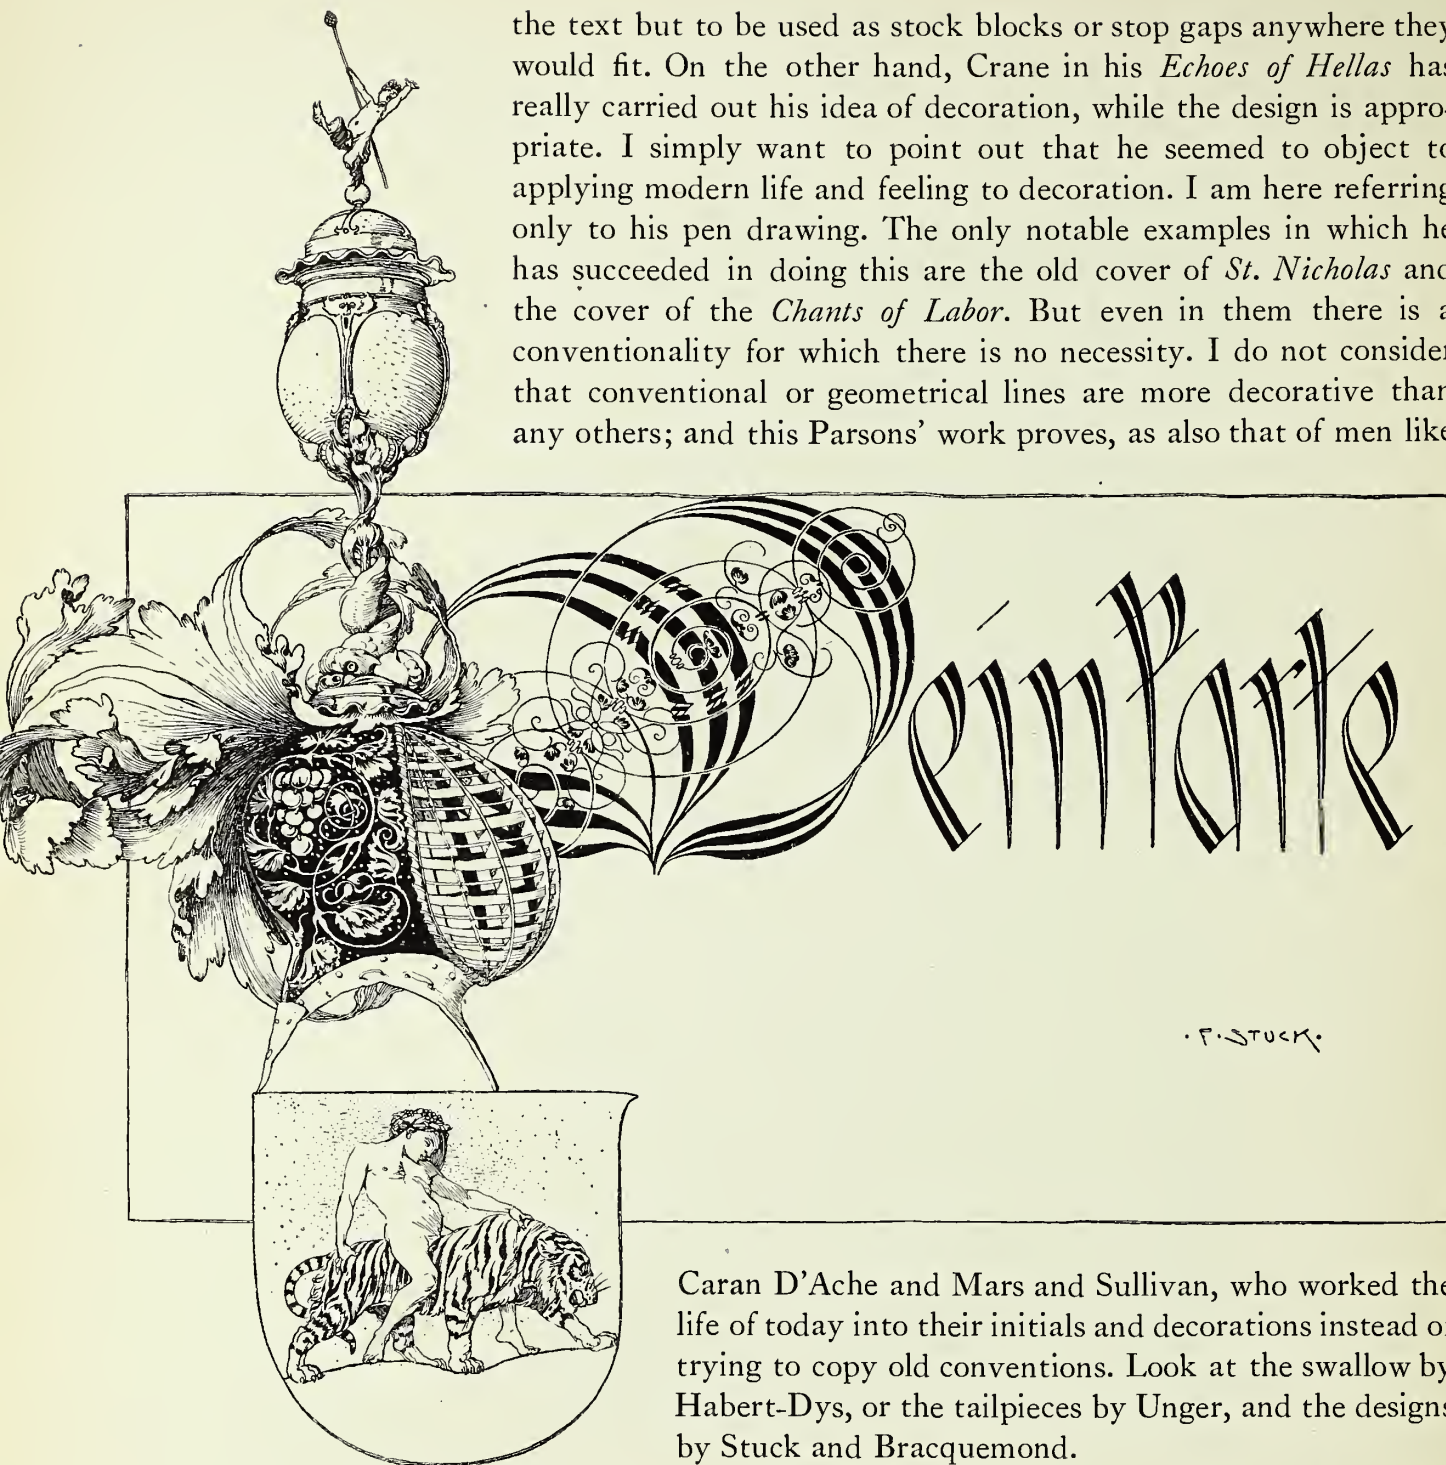 the text but to be used as stock blocks or stop gaps anywhere they
would fit. On the other hand, Crane in his Echoes of Hellas has
really carried out his idea of decoration, while the design is appro-
priate. I simply want to point out that he seemed to object to
applying modern life and feeling to decoration. I am here referring
only to his pen drawing. The only notable examples in which he
has succeeded in doing this are the old cover of St. Nicholas and
the cover of the Chants of Labor. But even in them there is a
conventionality for which there is no necessity. I do not consider
that conventional or geometrical lines are more decorative than
any others; and this Parsons' work proves, as also that of men like
Weinkarte
·F·STUCK·
Caran D'Ache and Mars and Sullivan, who worked the
life of today into their initials and decorations instead of
trying to copy old conventions. Look at the swallow by
Habert-Dys, or the tailpieces by Unger, and the designs
by Stuck and Bracquemond.